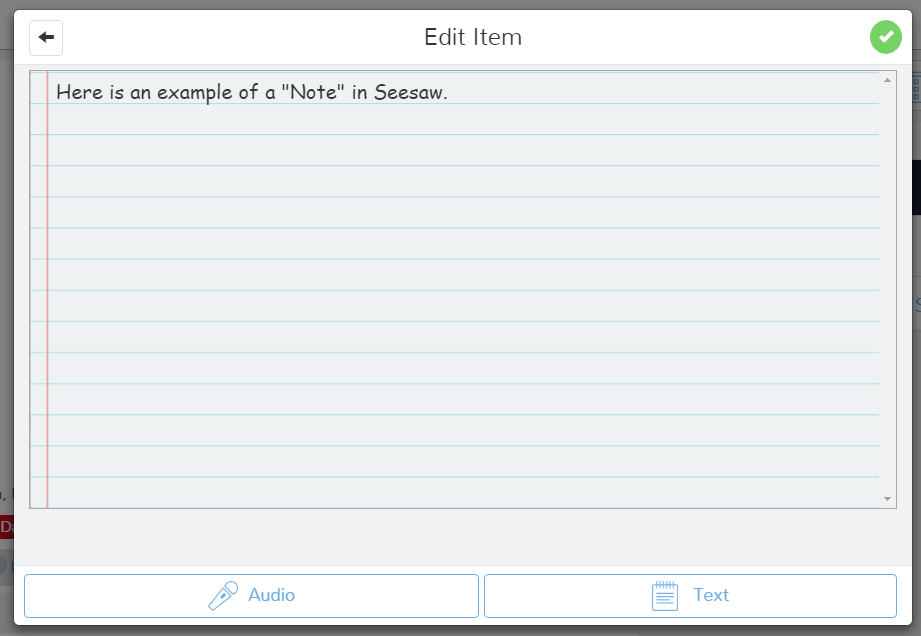 Edit Item
Here is an example of a "Note" in Seesaw.
Audio
Text